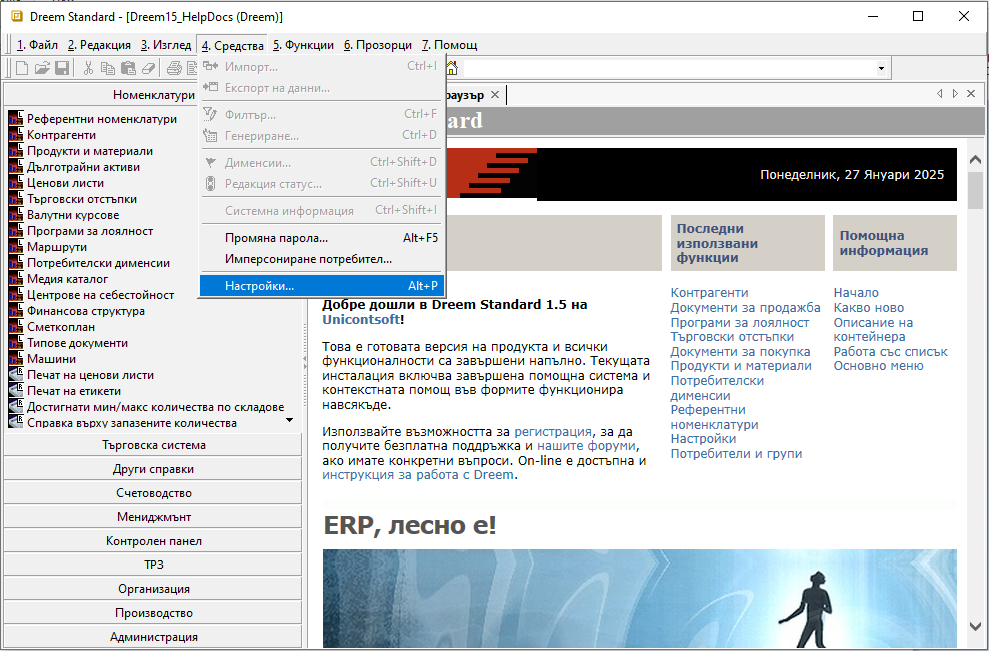 Dreem Standard - [Dreem15_HelpDocs (Dreem)]
1. Файл 2. Редакция 3. Изглед 4. Средства 5. Функции 6. Прозорци 7. Помощ
Импорт... Ctrl+I
Експорт на данни...
Филтър... Ctrl+F
Генериране... Ctrl+D
Дименсии... Ctrl+Shift+D
Редакция статус... Ctrl+Shift+U
Системна информация Ctrl+Shift+I
Промяна парола... Alt+F5
Имперсониране потребител...
Настройки... Alt+P
Номенклатури
Референтни номенклатури
Контрагенти
Продукти и материали
Дълготрайни активи
Ценови листи
Търговски отстъпки
Валутни курсове
Програми за лоялност
Маршрути
Потребителски дименсии
Медия каталог
Центрове на себестойност
Финансова структура
Сметкоплан
Типове документи
Машини
Печат на ценови листи
Печат на етикети
Достигнати мин/макс количества по складове
Справка върху запазените количества
Търговска система
Други справки
Счетоводство
Мениджмънт
Контролен панел
ТРЗ
Организация
Производство
Администрация
раузър
ard
Понеделник, 27 Януари 2025
Добре дошли в Dreem Standard 1.5 на
Unicontsoft!
Това е готовата версия на продукта и всички
функционалности са завършени напълно. Текущата
инсталация включва завършена помощна система и
контекстната помощ във формите функционира
навсякъде.
Използвайте възможността за регистрация, за да
получите безплатна поддръжка и нашите форуми,
ако имате конкретни въпроси. On-line е достъпна и
инструкция за работа с Dreem.
Последни
използвани
функции
Контрагенти
Документи за продажба
Програми за лоялност
Търговски отстъпки
Документи за покупка
Продукти и материали
Потребителски
дименсии
Референтни
номенклатури
Настройки
Потребители и групи
Помощна
информация
Начало
Какво ново
Описание на
контейнера
Работа със списък
Основно меню
ERP, лесно е!